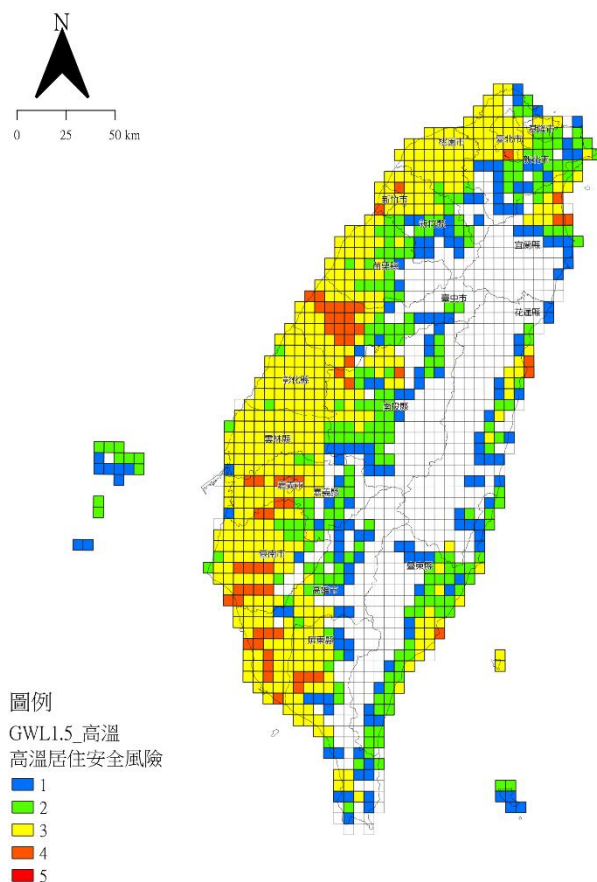 N
0 25 50 km
基隆市
臺北市
桃園市
新北市
新竹市
新竹縣
宜蘭縣
苗栗縣
臺中市
花蓮縣
彰化縣
南投縣
雲林縣
嘉義市
嘉義縣
臺南市
臺東縣
高雄市
屏東縣
圖例
GWL1.5_高溫
高溫居住安全風險
1
2
3
4
5